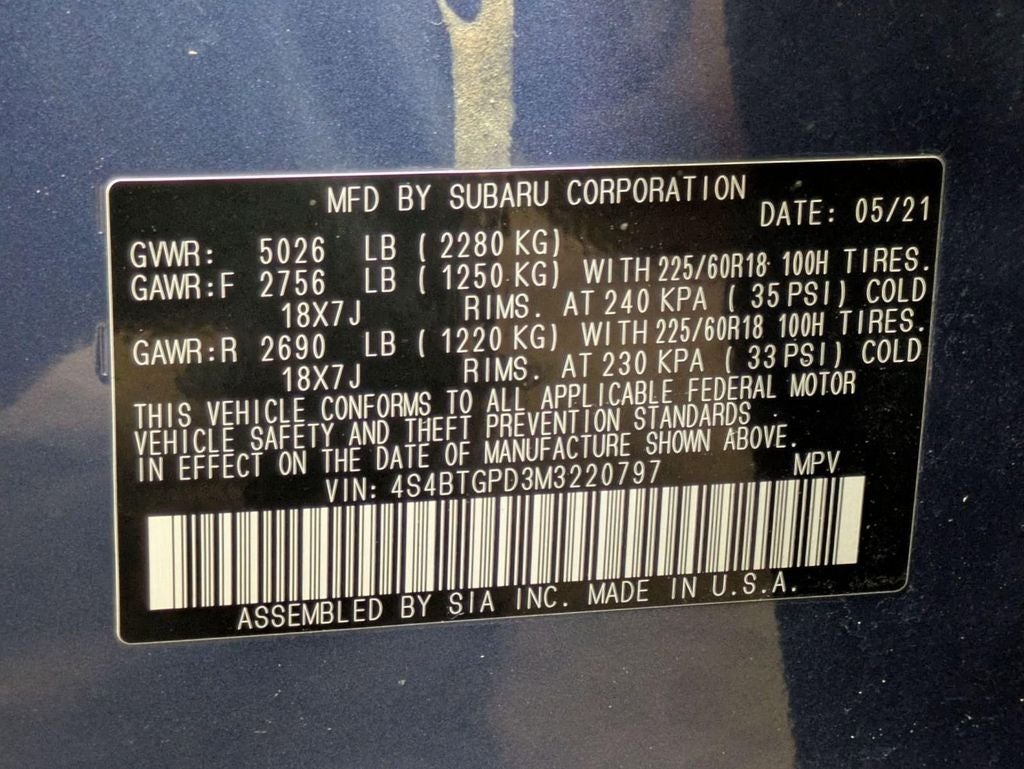 MFD BY SUBARU CORPORATION
DATE: 05/21
GVWR: 5026 LB ( 2280 KG)
GAWR:F 2756 LB ( 1250 KG) WITH 225/60R18 100H TIRES.
18X7J RIMS. AT 240 KPA ( 35 PSI) COLD
GAWR:R 2690 LB ( 1220 KG) WITH 225/60R18 100H TIRES.
18X7J RIMS. AT 230 KPA ( 33 PSI) COLD
THIS VEHICLE CONFORMS TO ALL APPLICABLE FEDERAL MOTOR
VEHICLE SAFETY AND THEFT PREVENTION STANDARDS
IN EFFECT ON THE DATE OF MANUFACTURE SHOWN ABOVE.
VIN: 4S4BTGPD3M3220797 MPV
ASSEMBLED BY SIA INC. MADE IN U.S.A.